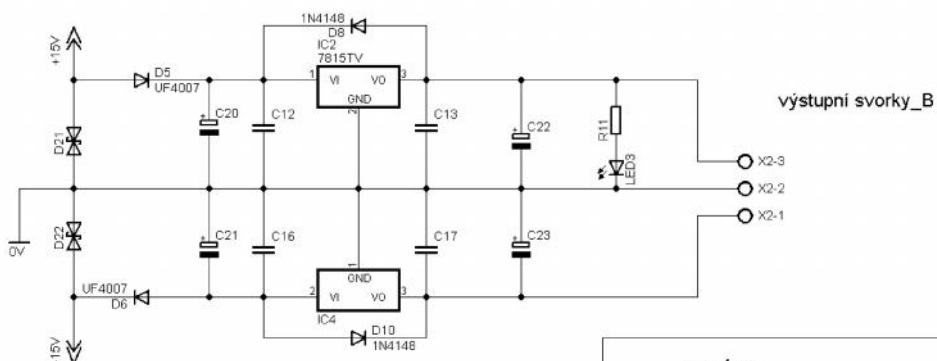 1N4148
D8
IC2
7815TV
+15V
D5
UF4007
1
VI
VO
3
GND
2
C20
C12
C13
C22
R11
LED3
výstupní svorky_B
D21
X2-3
X2-2
X2-1
0V
D22
C21
C16
C17
C23
1
GND
UF4007
D6
2
VI
VO
3
IC4
D10
1N4148